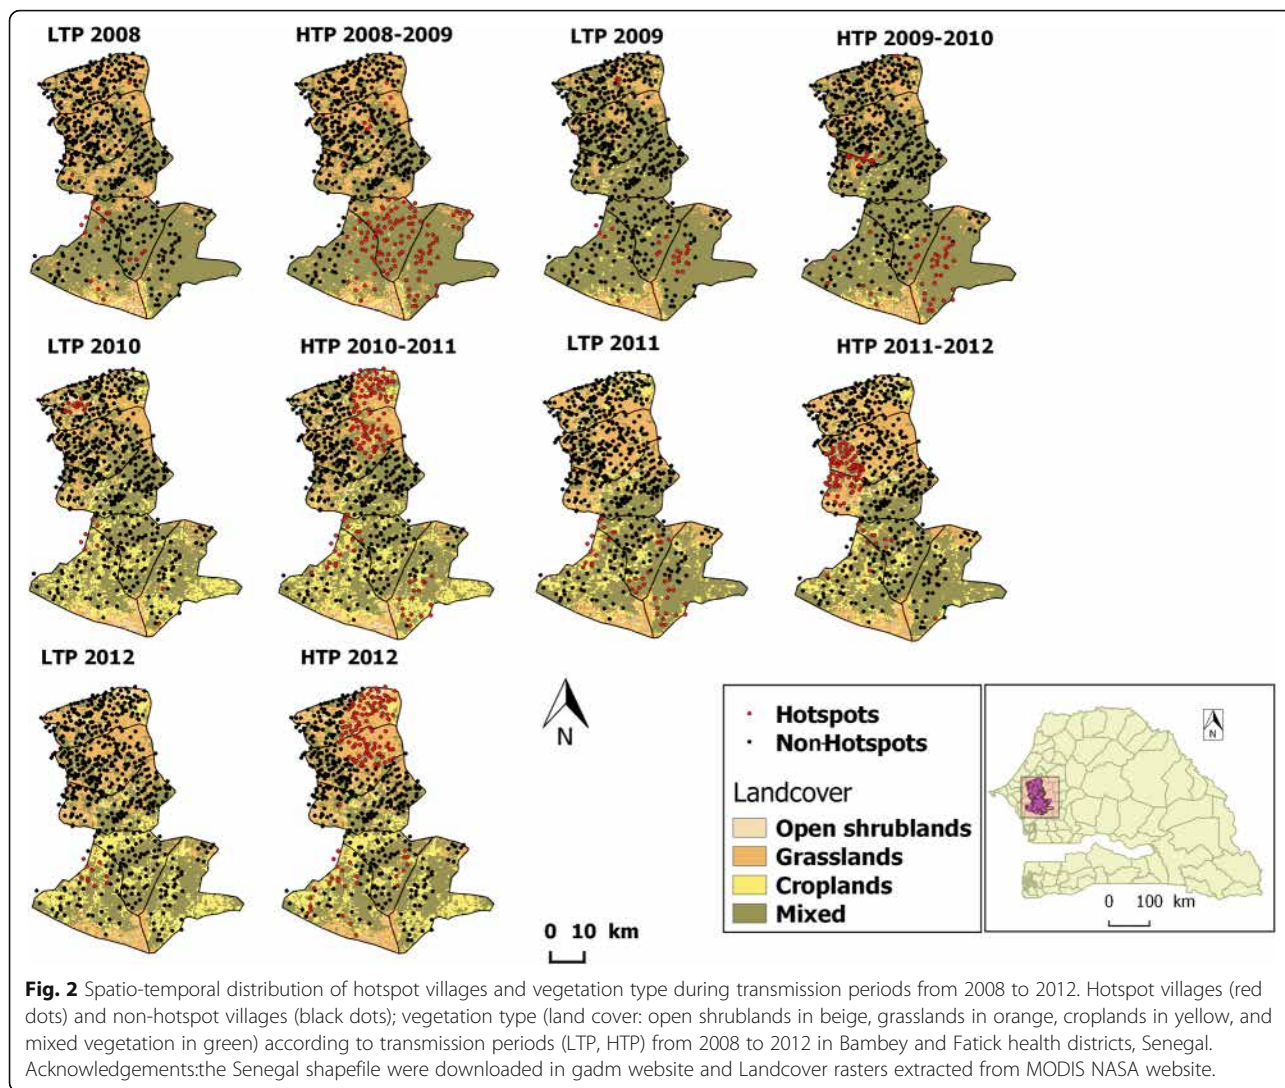 LTP 2008
HTP 2008-2009
LTP 2009
HTP 2009-2010
LTP 2010
HTP 2010-2011
LTP 2011
HTP 2011-2012
LTP 2012
HTP 2012
N
0 10 km
Hotspots
Non-Hotspots
Landcover
Open shrublands
Grasslands
Croplands
Mixed
N
0 100 km
Fig. 2 Spatio-temporal distribution of hotspot villages and vegetation type during transmission periods from 2008 to 2012. Hotspot villages (red
dots) and non-hotspot villages (black dots); vegetation type (land cover: open shrublands in beige, grasslands in orange, croplands in yellow, and
mixed vegetation in green) according to transmission periods (LTP, HTP) from 2008 to 2012 in Bambey and Fatick health districts, Senegal.
Acknowledgements:the Senegal shapefile were downloaded in gadm website and Landcover rasters extracted from MODIS NASA website.